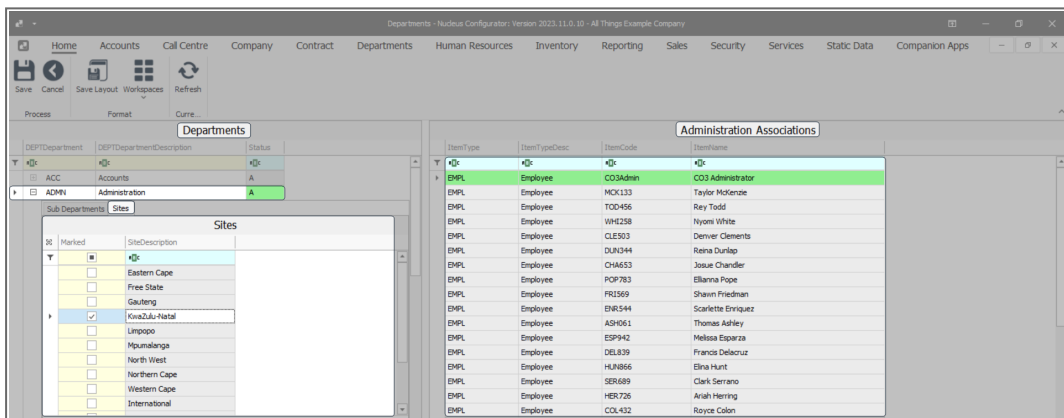 Departments - Nucleus Configurator: Version 2023.11.0.10 - All Things Example Company
Home Accounts Call Centre Company Contract Departments Human Resources Inventory Reporting Sales Security Services Static Data Companion Apps
Save Cancel Save Layout Workspaces Refresh
Process Format Curre...
Departments
DEPTDepartment DEPTDepartmentDescription Status
ACC Accounts A
ADMN Administration A
Sub Departments Sites
Sites
Marked SiteDescription
Eastern Cape
Free State
Gauteng
KwaZulu-Natal
Limpopo
Mpumalanga
North West
Northern Cape
Western Cape
International
Administration Associations
ItemType ItemTypeDesc ItemCode ItemName
EMPL Employee CO3Admin CO3 Administrator
EMPL Employee MCK133 Taylor McKenzie
EMPL Employee TOD456 Rey Todd
EMPL Employee WHI258 Nyomi White
EMPL Employee CLE503 Denver Clements
EMPL Employee DUN344 Reina Dunlap
EMPL Employee CHA653 Josue Chandler
EMPL Employee POP783 Ellianna Pope
EMPL Employee FRI569 Shawn Friedman
EMPL Employee ENR544 Scarlette Enriquez
EMPL Employee ASH061 Thomas Ashley
EMPL Employee ESP942 Melissa Esparza
EMPL Employee DEL839 Francis Delacruz
EMPL Employee HUN866 Elina Hunt
EMPL Employee SER689 Clark Serrano
EMPL Employee HER726 Ariah Herring
EMPL Employee COL432 Royce Colon